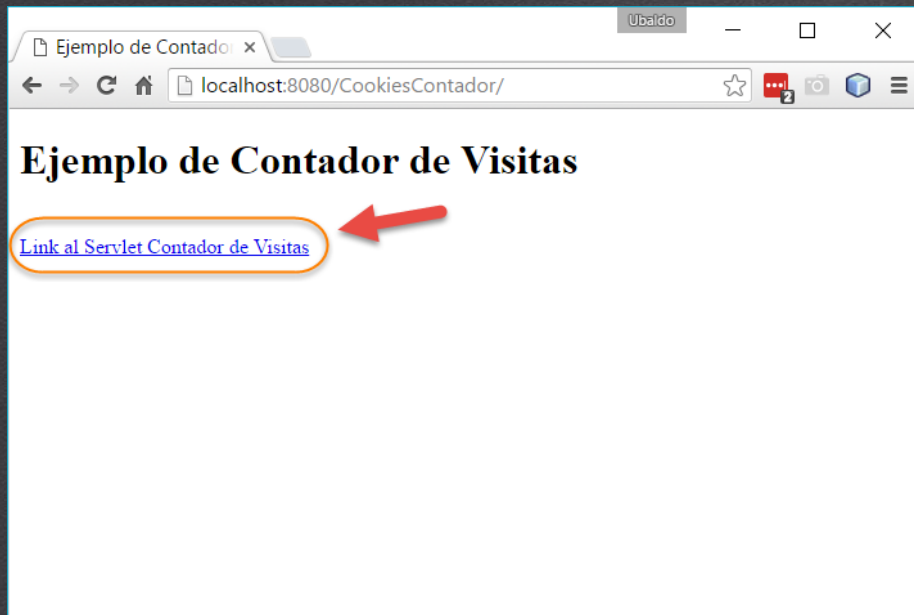 Ubaldo
Ejemplo de Contador
localhost:8080/CookiesContador/
2
Ejemplo de Contador de Visitas
Link al Servlet Contador de Visitas